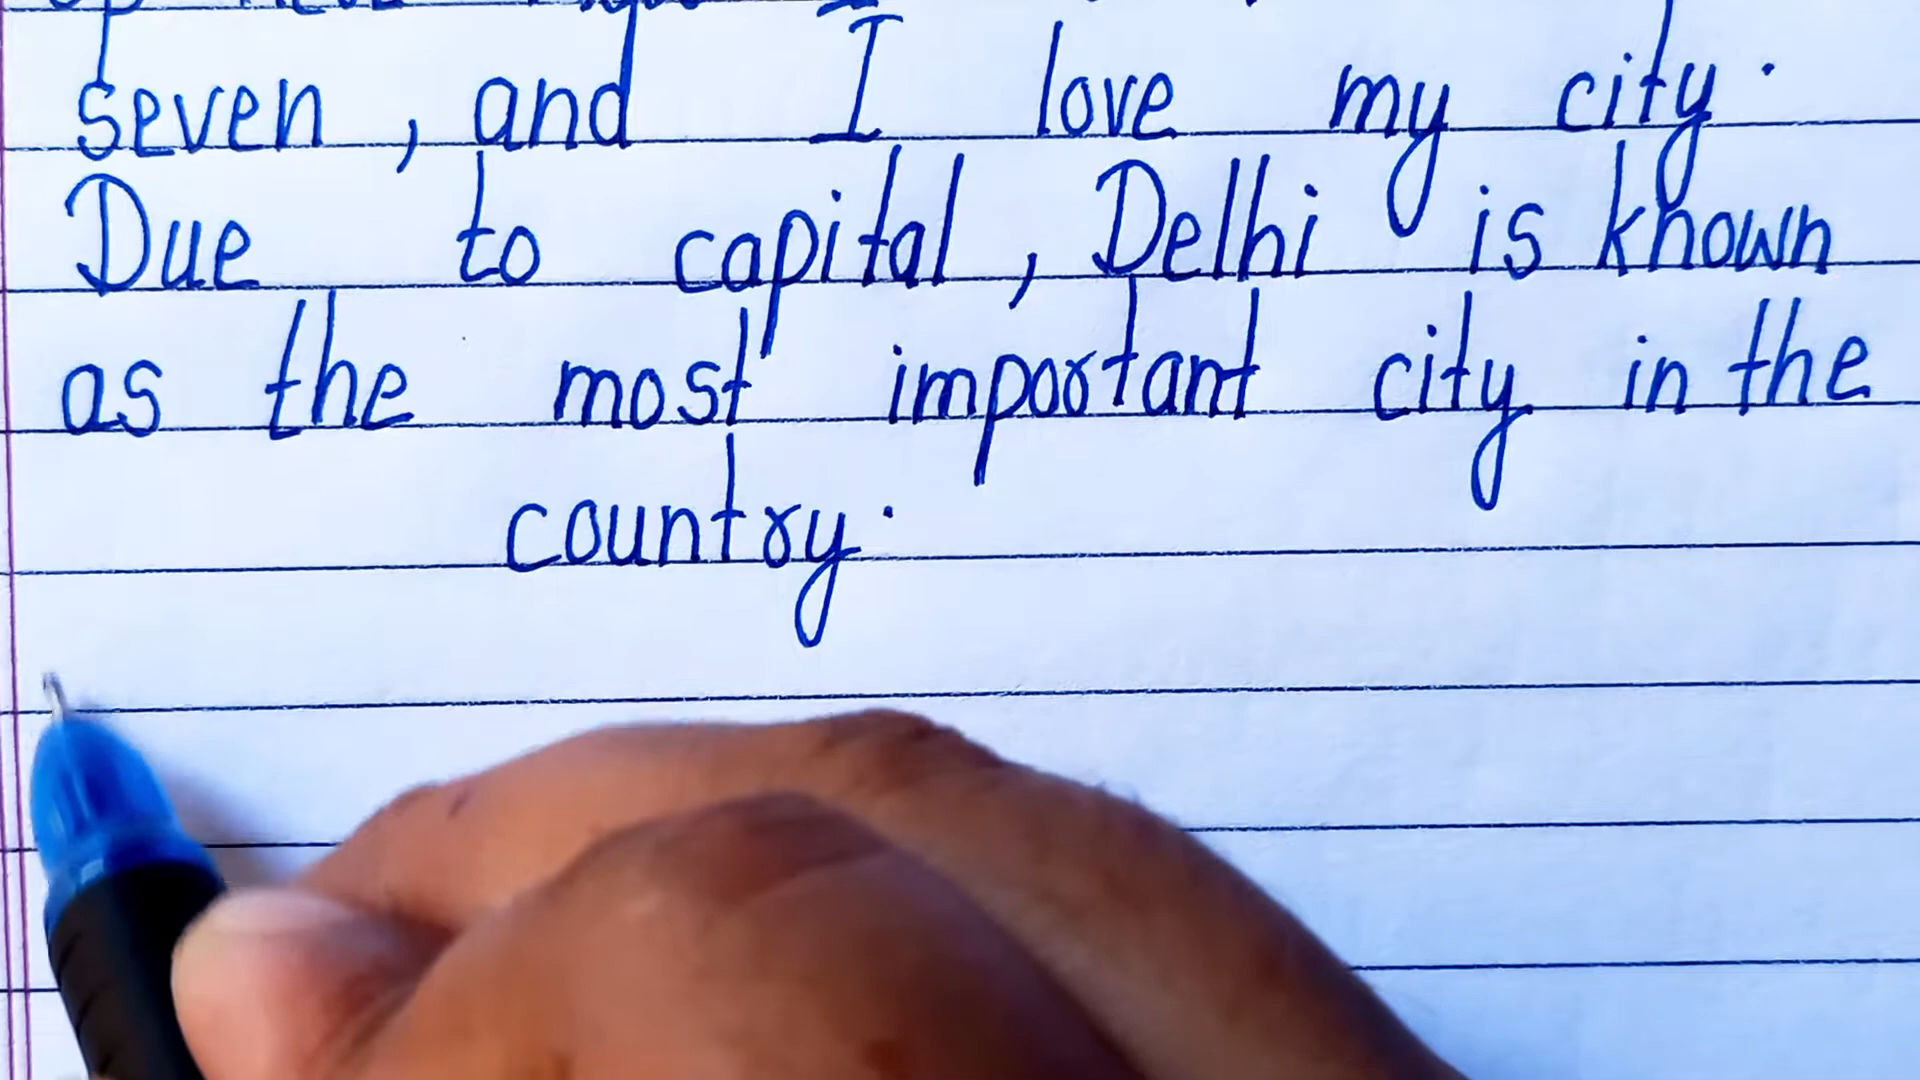 seven, and I love my city.
Due to capital, Delhi is known
as the most important city in the
country.